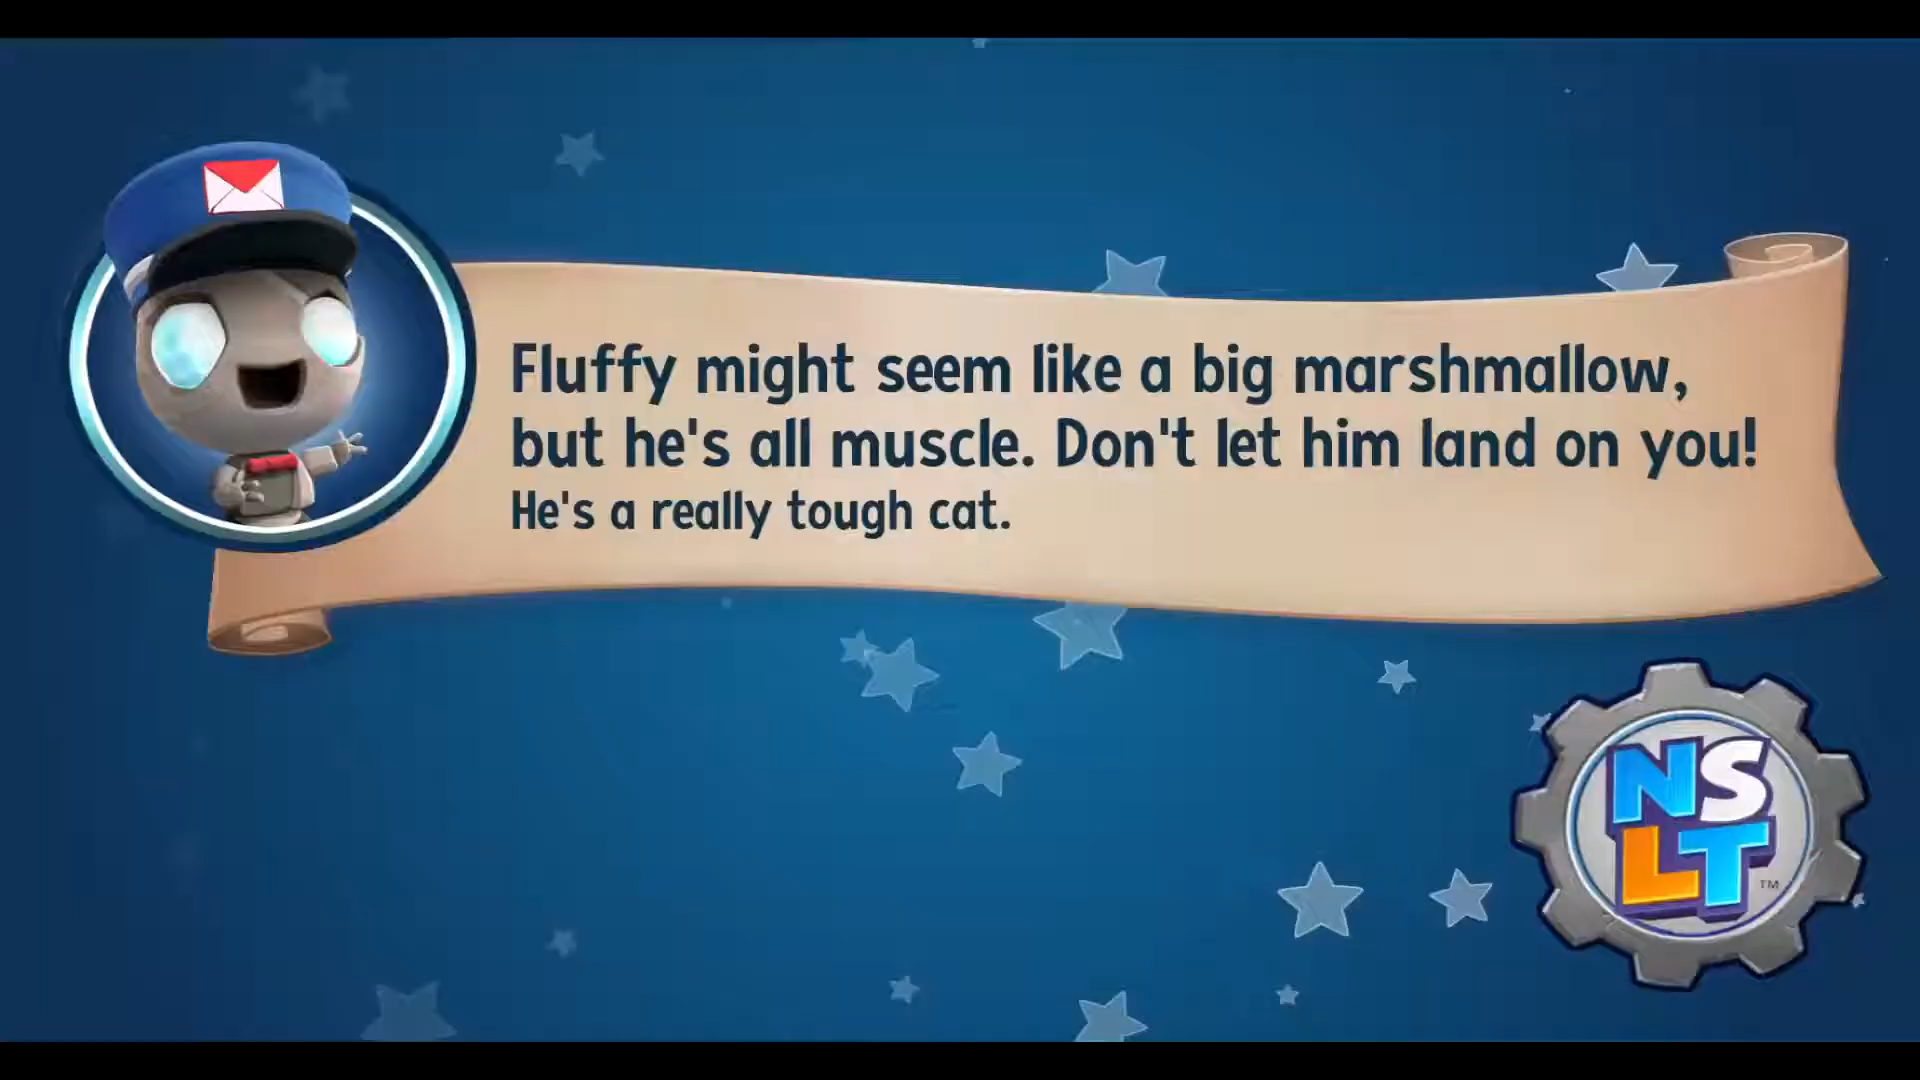 Fluffy might seem like a big marshmallow,
but he's all muscle. Don't let him land on you!
He's a really tough cat.
NS
LT
TM